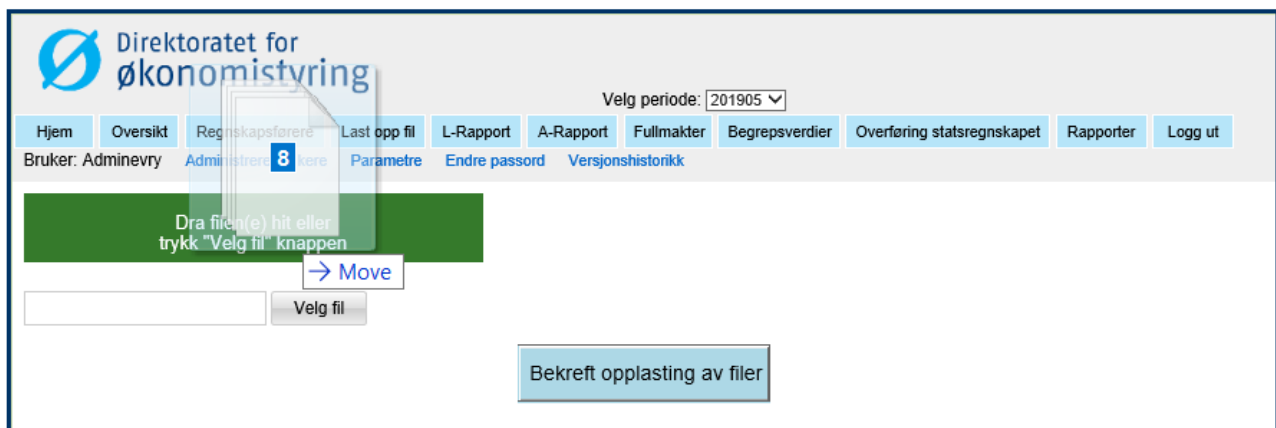 Direktoratet for
økonomistyring
Velg periode: 201905
Hjem Oversikt Regnskapsførere Last opp fil L-Rapport A-Rapport Fullmakter Begrepsverdier Overføring statsregnskapet Rapporter Logg ut
Bruker: Adminevry Administrere brukere Parametre Endre passord Versjonshistorikk
8
Dra filen(e) hit eller
trykk "Velg fil" knappen
→ Move
Velg fil
Bekreft opplasting av filer